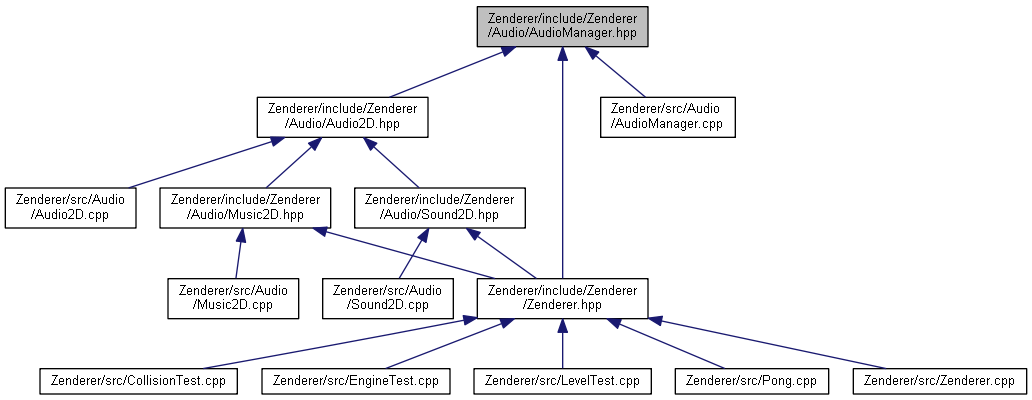 Zenderer/include/Zenderer
/Audio/AudioManager.hpp
Zenderer/include/Zenderer
/Audio/Audio2D.hpp
Zenderer/src/Audio
/AudioManager.cpp
Zenderer/src/Audio
/Audio2D.cpp
Zenderer/include/Zenderer
/Audio/Music2D.hpp
Zenderer/include/Zenderer
/Audio/Sound2D.hpp
Zenderer/src/Audio
/Music2D.cpp
Zenderer/src/Audio
/Sound2D.cpp
Zenderer/include/Zenderer
/Zenderer.hpp
Zenderer/src/CollisionTest.cpp
Zenderer/src/EngineTest.cpp
Zenderer/src/LevelTest.cpp
Zenderer/src/Pong.cpp
Zenderer/src/Zenderer.cpp